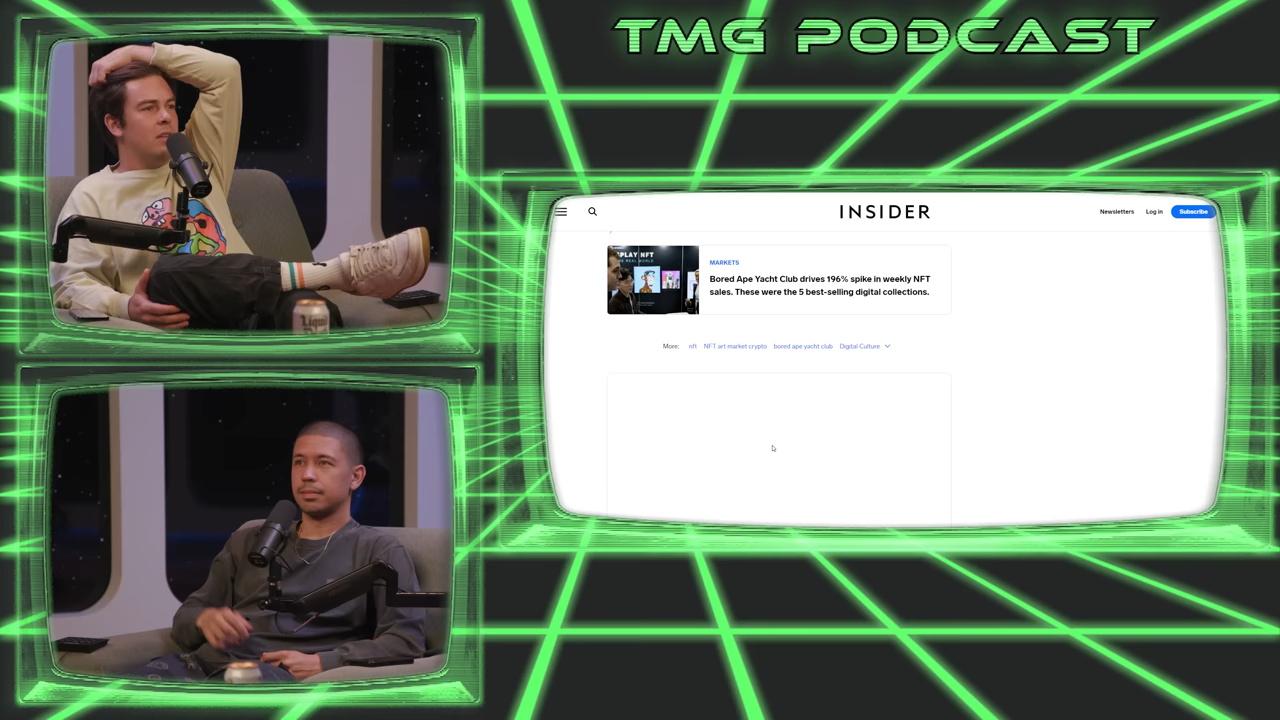 TMG PODCAST
INSIDER
Newsletters Log in Subscribe
MARKETS
Bored Ape Yacht Club drives 196% spike in weekly NFT
sales. These were the 5 best-selling digital collections.
More: nft NFT art market crypto bored ape yacht club Digital Culture